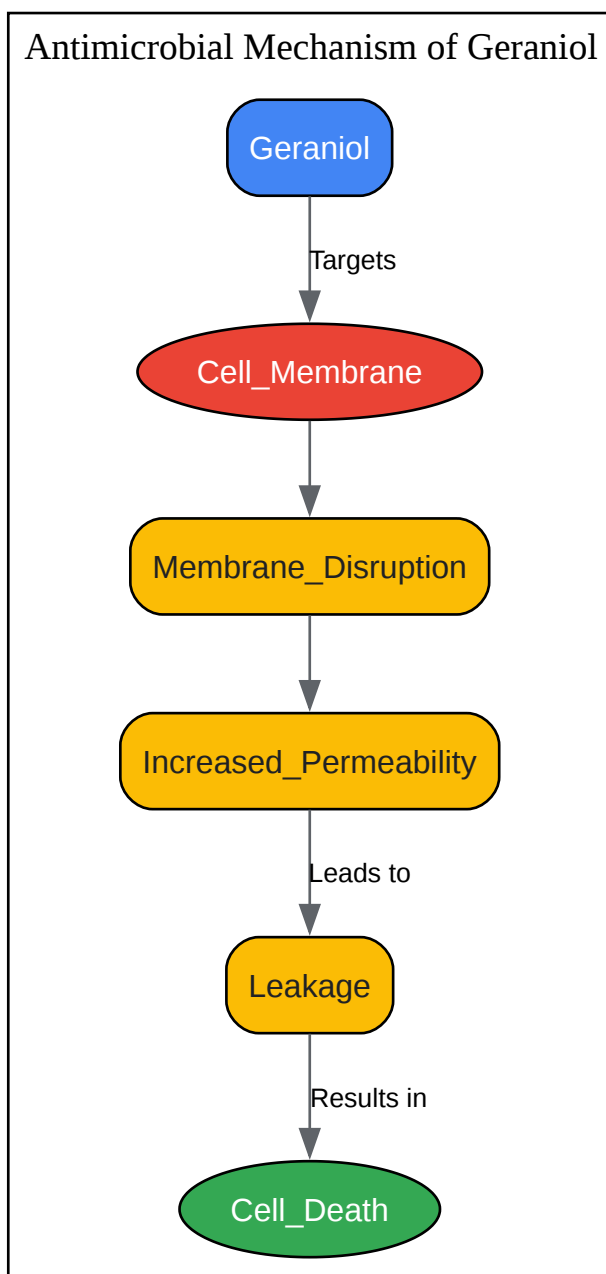 Antimicrobial Mechanism of Geraniol
Geraniol
Targets
Cell_Membrane
Membrane_Disruption
Increased_Permeability
Leads to
Leakage
Results in
Cell_Death